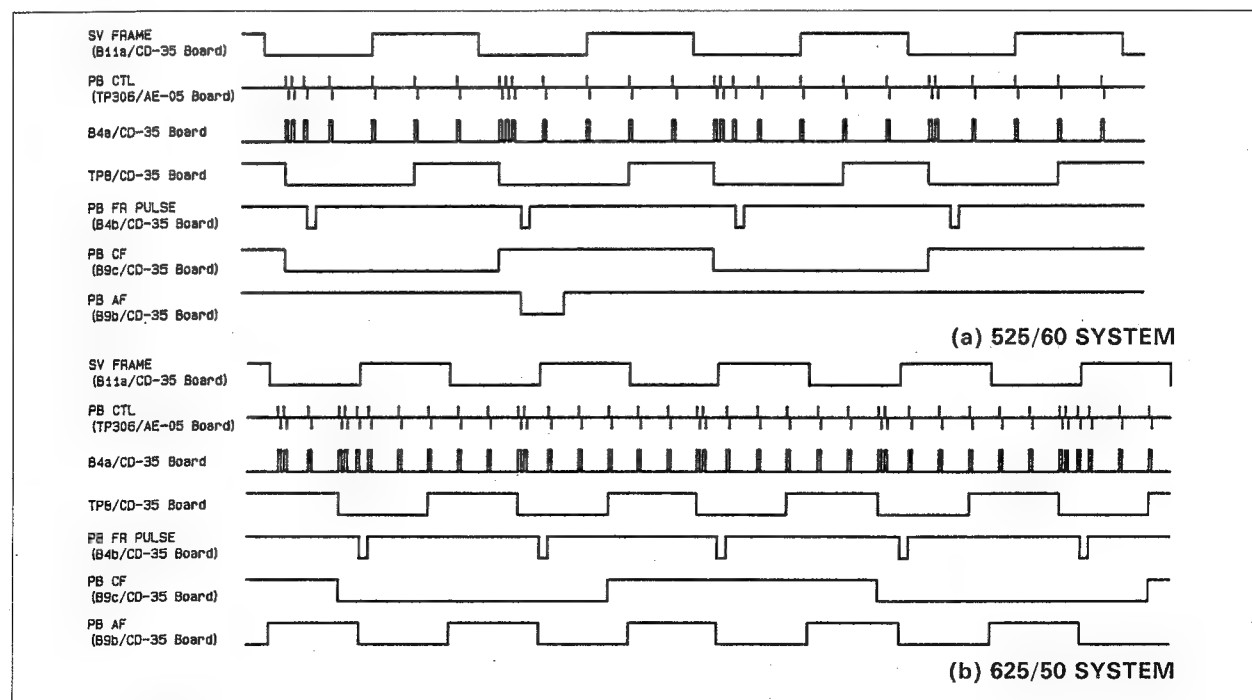 SV FRAME
(B11a/CD-35 Board)
PB CTL
(TP306/AE-05 Board)
B4a/CD-35 Board
TP8/CD-35 Board
PB FR PULSE
(B4b/CD-35 Board)
PB CF
(B9c/CD-35 Board)
PB AF
(B9b/CD-35 Board)
(a) 525/60 SYSTEM
SV FRAME
(B11a/CD-35 Board)
PB CTL
(TP306/AE-05 Board)
B4a/CD-35 Board
TP8/CD-35 Board
PB FR PULSE
(B4b/CD-35 Board)
PB CF
(B9c/CD-35 Board)
PB AF
(B9b/CD-35 Board)
(b) 625/50 SYSTEM